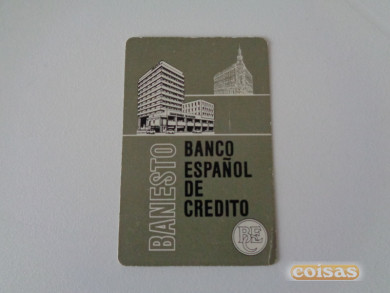 BANESTO
BANCO
ESPAÑOL
DE
CREDITO
coisas